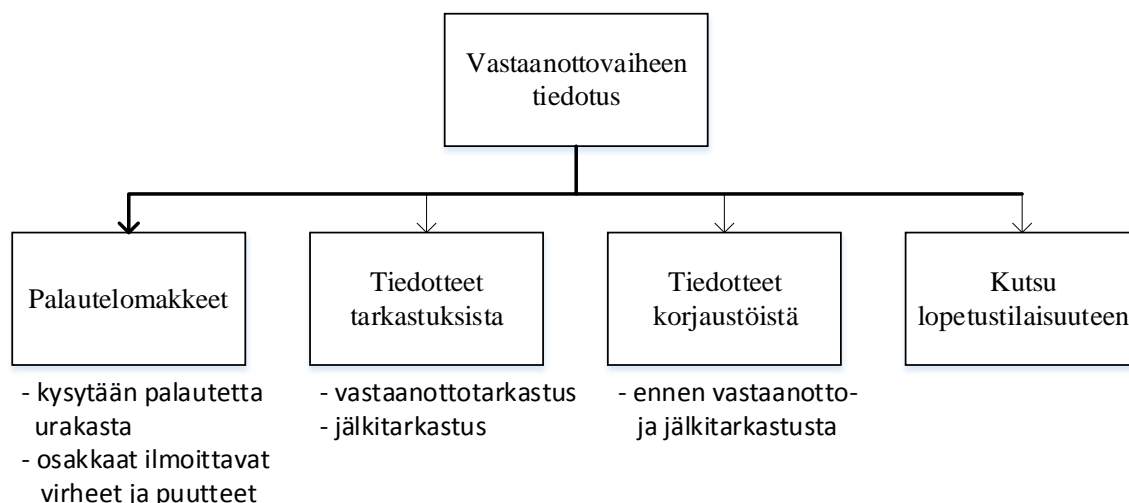 Vastaanottovaiheen
tiedotus
Palautelomakkeet
Tiedotteet
tarkastuksista
Tiedotteet
korjaustöistä
Kutsu
lopetustilaisuuteen
- kysytään palautetta
urakasta
- osakkaat ilmoittavat
virheet ja puutteet
- vastaanottotarkastus
- jälkitarkastus
- ennen vastaanotto-
ja jälkitarkastusta